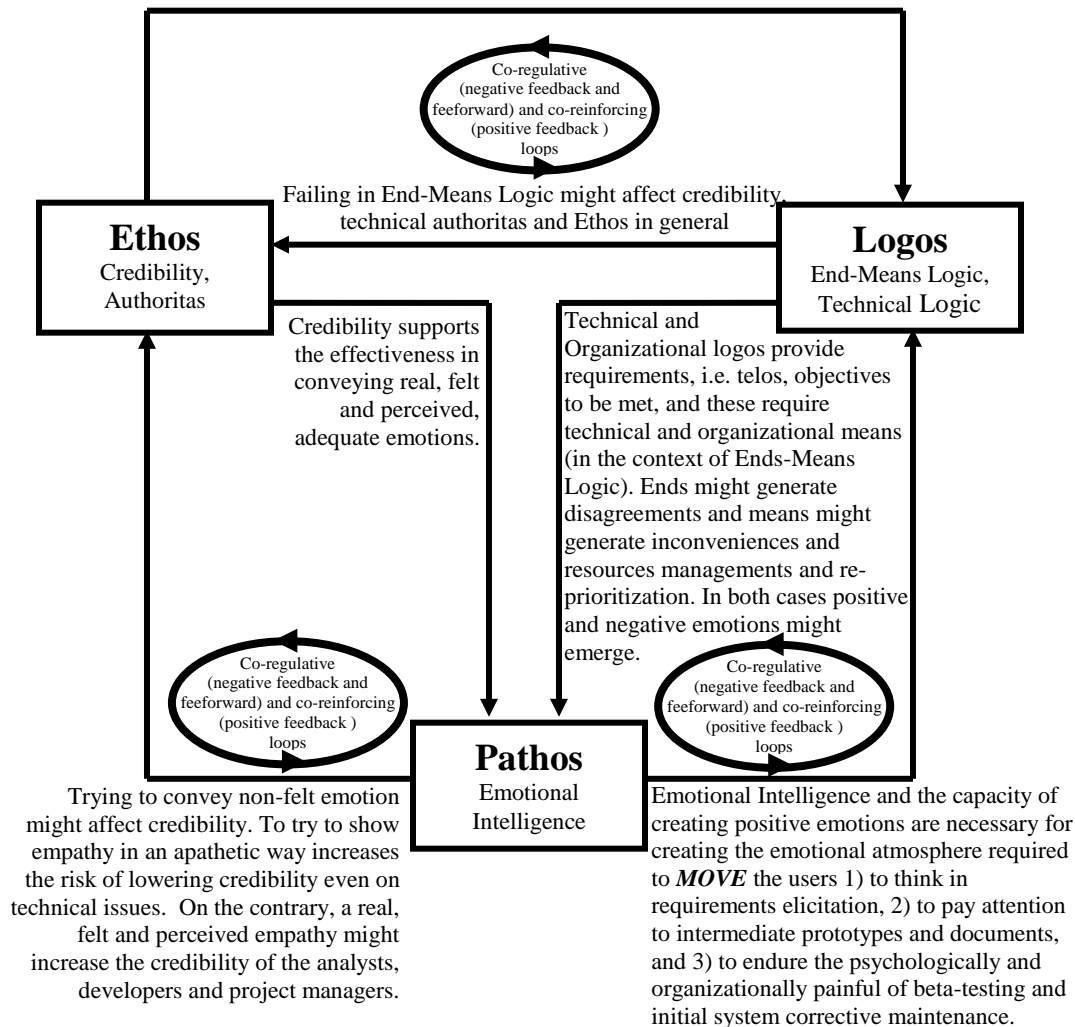 Co-regulative
(negative feedback and
feeforward) and co-reinforcing
(positive feedback )
loops
Failing in End-Means Logic might affect credibility,
technical authoritas and Ethos in general
Ethos
Credibility,
Authoritas
Logos
End-Means Logic,
Technical Logic
Credibility supports
the effectiveness in
conveying real, felt
and perceived,
adequate emotions.
Technical and
Organizational logos provide
requirements, i.e. telos, objectives
to be met, and these require
technical and organizational means
(in the context of Ends-Means
Logic). Ends might generate
disagreements and means might
generate inconveniences and
resources managements and re-
prioritization. In both cases positive
and negative emotions might
emerge.
Co-regulative
(negative feedback and
feeforward) and co-reinforcing
(positive feedback )
loops
Co-regulative
(negative feedback and
feeforward) and co-reinforcing
(positive feedback )
loops
Pathos
Emotional
Intelligence
Trying to convey non-felt emotion
might affect credibility. To try to show
empathy in an apathetic way increases
the risk of lowering credibility even on
technical issues.  On the contrary, a real,
felt and perceived empathy might
increase the credibility of the analysts,
developers and project managers.
Emotional Intelligence and the capacity of
creating positive emotions are necessary for
creating the emotional atmosphere required
to MOVE the users 1) to think in
requirements elicitation, 2) to pay attention
to intermediate prototypes and documents,
and 3) to endure the psychologically and
organizationally painful of beta-testing and
initial system corrective maintenance.